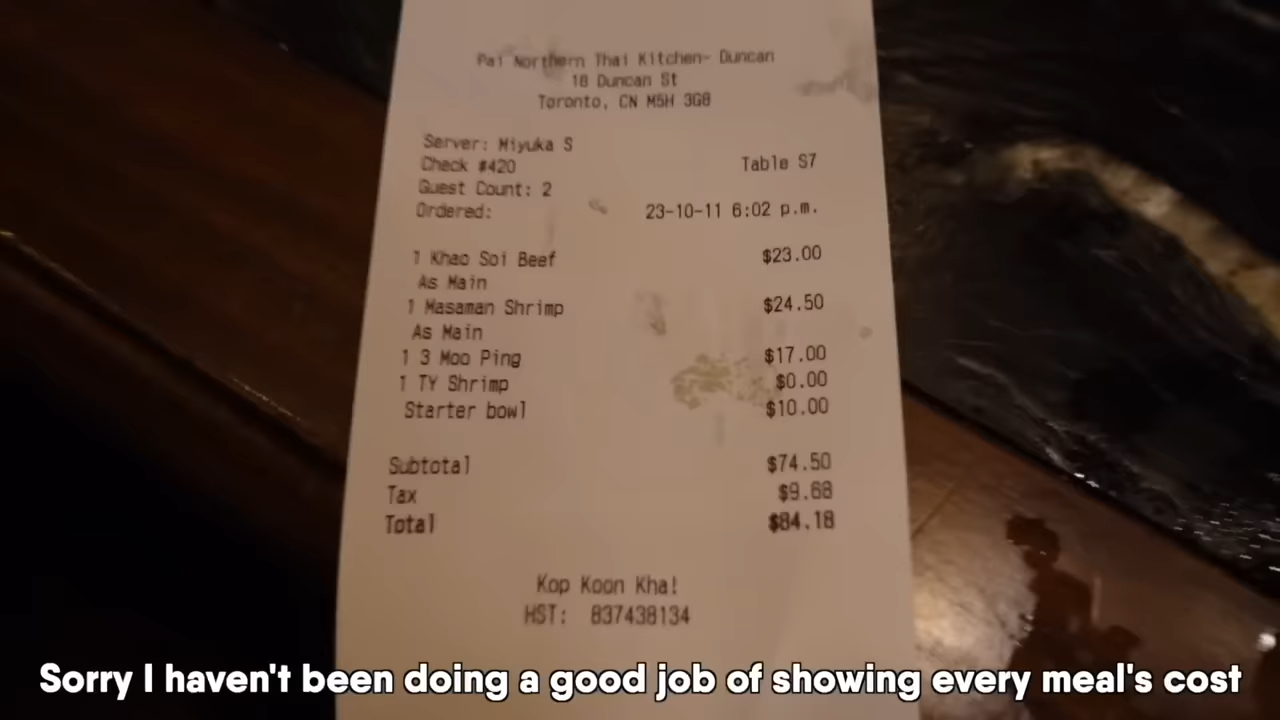 Pai Northern Thai Kitchen- Duncan
18 Duncan St
Toronto, CN M5H 3G8
Server: Miyuka S
Check #420 Table S7
Guest Count: 2
Ordered: 23-10-11 6:02 p.m.
1 Khao Soi Beef $23.00
As Main
1 Masaman Shrimp $24.50
As Main
1 3 Moo Ping $17.00
1 TY Shrimp $0.00
Starter bowl $10.00
Subtotal $74.50
Tax $9.68
Total $84.18
Kop Koon Kha!
HST: 837438134
Sorry I haven't been doing a good job of showing every meal's cost